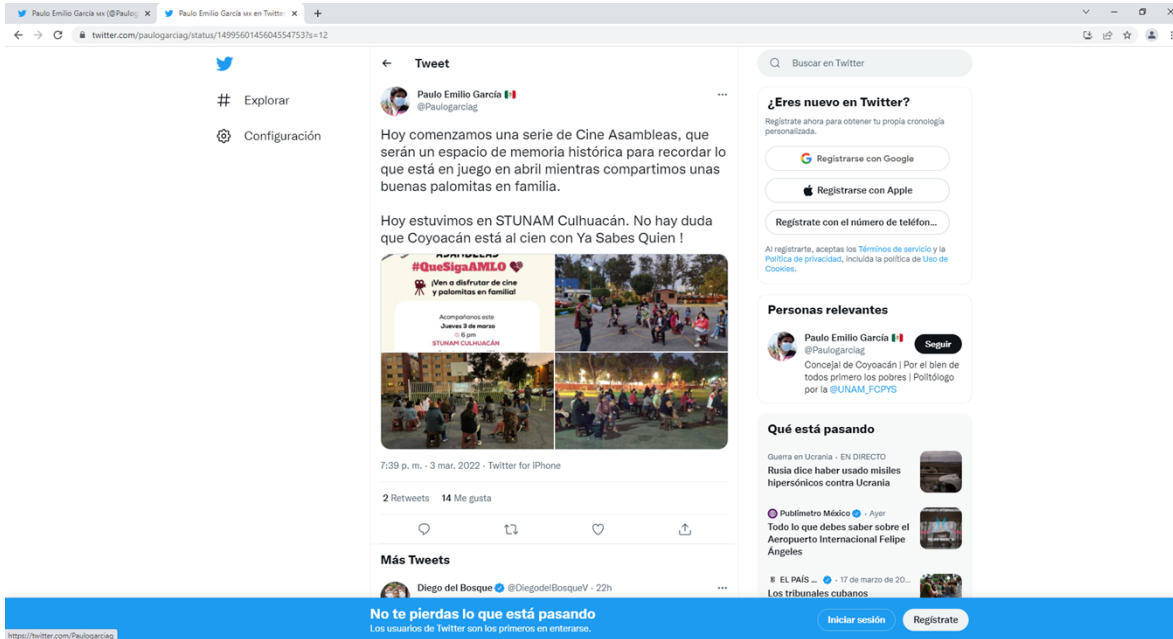 Paulo Emilio García MX (@Paulog
Paulo Emilio García MX en Twitter
twitter.com/paulogarciag/status/1499560145604554753?s=12
Explorar
Configuración
Tweet
Paulo Emilio García
@Paulogarciag
Hoy comenzamos una serie de Cine Asambleas, que
serán un espacio de memoria histórica para recordar lo
que está en juego en abril mientras compartimos unas
buenas palomitas en familia.
Hoy estuvimos en STUNAM Culhuacán. No hay duda
que Coyoacán está al cien con Ya Sabes Quien !
ASAMBLEAS
#QueSigaAMLO
¡Ven a disfrutar de cine
y palomitas en familia!
Acompañanos este
Jueves 3 de marzo
6 pm
STUNAM CULHUACÁN
7:39 p. m. · 3 mar. 2022 · Twitter for iPhone
2 Retweets 14 Me gusta
Más Tweets
Diego del Bosque @DiegodelBosqueV · 22h
Buscar en Twitter
¿Eres nuevo en Twitter?
Regístrate ahora para obtener tu propia cronología
personalizada.
Registrarse con Google
Registrarse con Apple
Regístrate con el número de teléfon...
Al registrarte, aceptas los Términos de servicio y la
Política de privacidad, incluida la política de Uso de
Cookies.
Personas relevantes
Paulo Emilio García
@Paulogarciag
Seguir
Concejal de Coyoacán | Por el bien de
todos primero los pobres | Politólogo
por la @UNAM_FCPYS
Qué está pasando
Guerra en Ucrania · EN DIRECTO
Rusia dice haber usado misiles
hipersónicos contra Ucrania
Publimetro México · Ayer
Todo lo que debes saber sobre el
Aeropuerto Internacional Felipe
Ángeles
EL PAÍS ... · 17 de marzo de 20...
Los tribunales cubanos
No te pierdas lo que está pasando
Los usuarios de Twitter son los primeros en enterarse.
Iniciar sesión
Regístrate
https://twitter.com/Paulogarciag